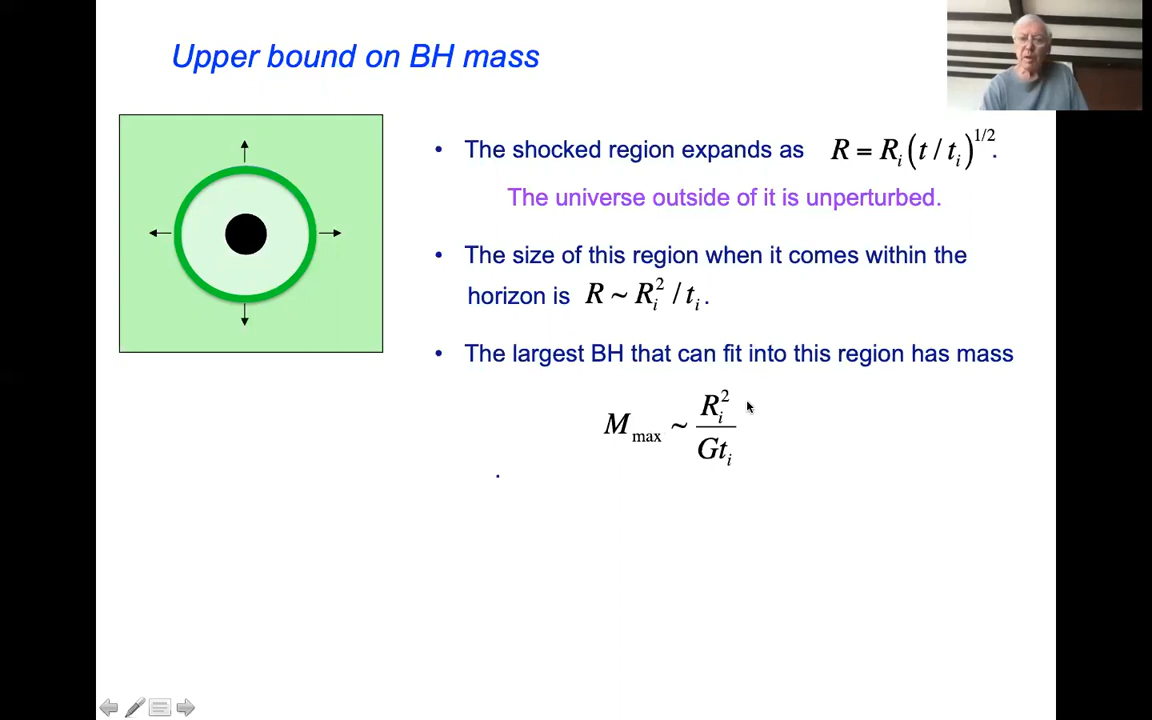 Upper bound on BH mass
• The shocked region expands as R = R_i (t / t_i)^{1/2}.
The universe outside of it is unperturbed.
• The size of this region when it comes within the
horizon is R ~ R_i^2 / t_i .
• The largest BH that can fit into this region has mass
M_max ~ R_i^2 / Gt_i
.